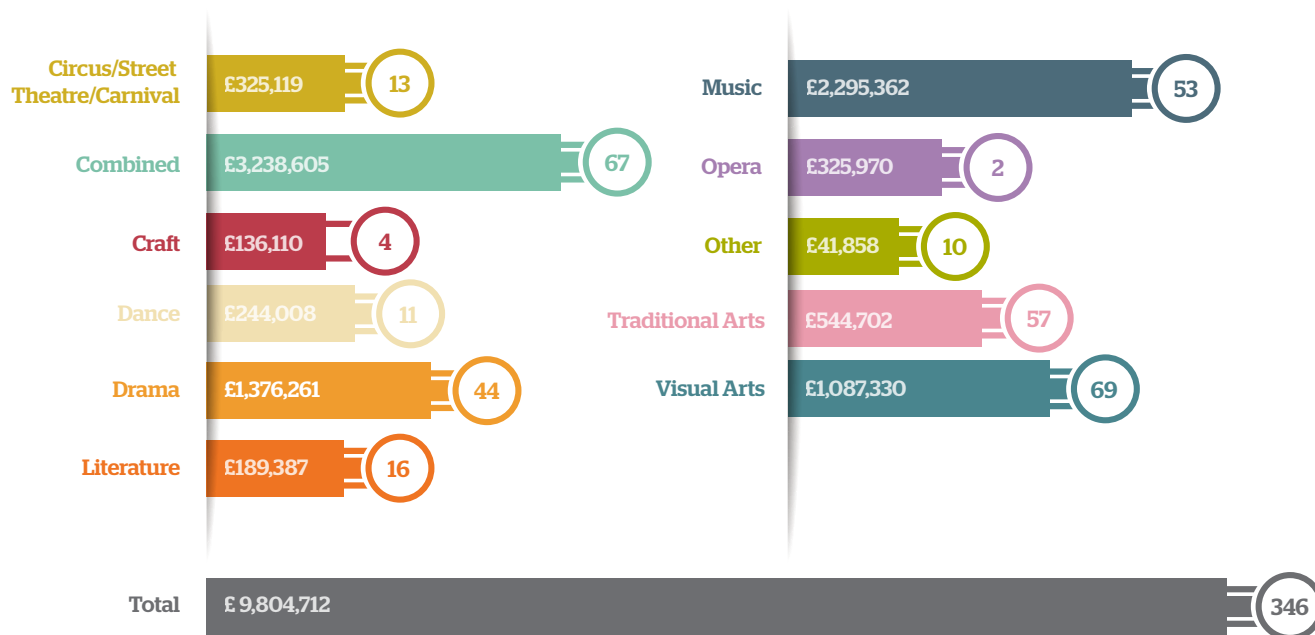 Circus/Street
Theatre/Carnival
£325,119
13
Combined
£3,238,605
67
Craft
£136,110
4
Dance
£244,008
11
Drama
£1,376,261
44
Literature
£189,387
16
Music
£2,295,362
53
Opera
£325,970
2
Other
£41,858
10
Traditional Arts
£544,702
57
Visual Arts
£1,087,330
69
Total
£ 9,804,712
346